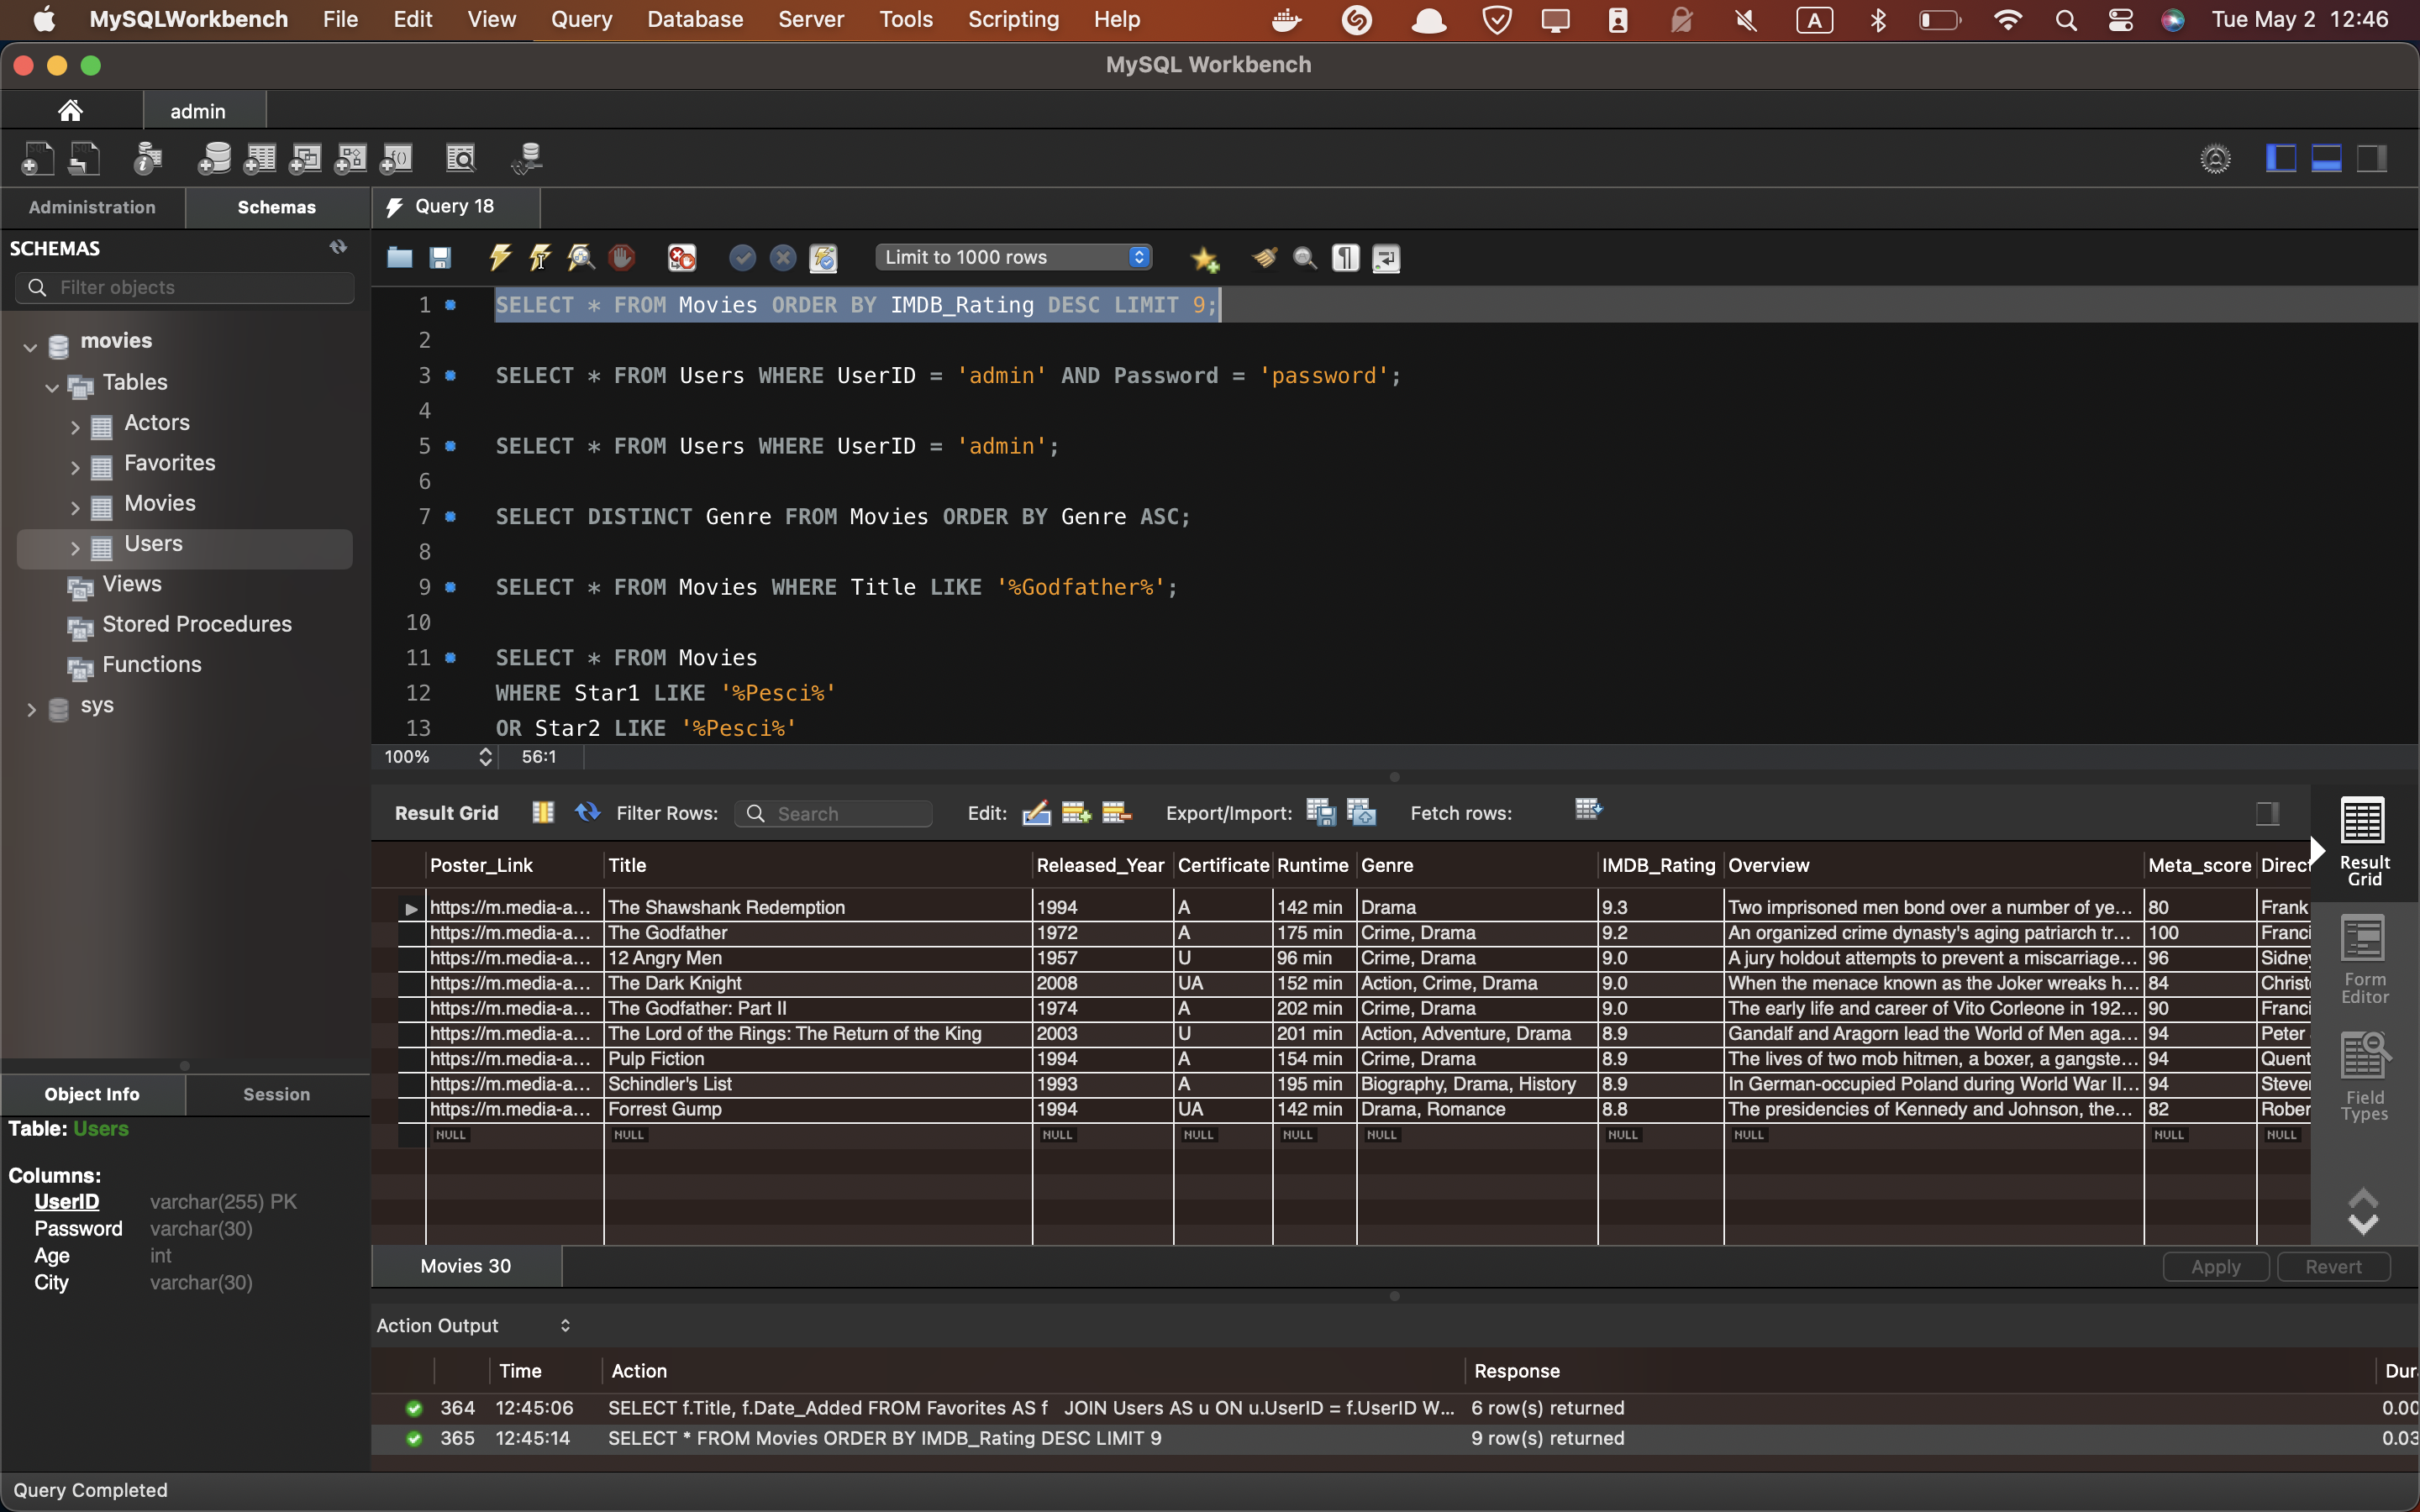 MySQLWorkbench File Edit View Query Database Server Tools Scripting Help A Tue May 2 12:46
MySQL Workbench
admin
Administration Schemas Query 18
SCHEMAS
Limit to 1000 rows
Filter objects
movies
Tables
Actors
Favorites
Movies
Users
Views
Stored Procedures
Functions
sys
1 SELECT * FROM Movies ORDER BY IMDB_Rating DESC LIMIT 9;
2
3 SELECT * FROM Users WHERE UserID = 'admin' AND Password = 'password';
4
5 SELECT * FROM Users WHERE UserID = 'admin';
6
7 SELECT DISTINCT Genre FROM Movies ORDER BY Genre ASC;
8
9 SELECT * FROM Movies WHERE Title LIKE '%Godfather%';
10
11 SELECT * FROM Movies
12 WHERE Star1 LIKE '%Pesci%'
13 OR Star2 LIKE '%Pesci%'
100% 56:1
Result Grid Filter Rows: Search Edit: Export/Import: Fetch rows:
Poster_Link Title Released_Year Certificate Runtime Genre IMDB_Rating Overview Meta_score Direct
https://m.media-a... The Shawshank Redemption 1994 A 142 min Drama 9.3 Two imprisoned men bond over a number of ye... 80 Frank
https://m.media-a... The Godfather 1972 A 175 min Crime, Drama 9.2 An organized crime dynasty's aging patriarch tr... 100 Franci
https://m.media-a... 12 Angry Men 1957 U 96 min Crime, Drama 9.0 A jury holdout attempts to prevent a miscarriage... 96 Sidney
https://m.media-a... The Dark Knight 2008 UA 152 min Action, Crime, Drama 9.0 When the menace known as the Joker wreaks h... 84 Christ
https://m.media-a... The Godfather: Part II 1974 A 202 min Crime, Drama 9.0 The early life and career of Vito Corleone in 192... 90 Franci
https://m.media-a... The Lord of the Rings: The Return of the King 2003 U 201 min Action, Adventure, Drama 8.9 Gandalf and Aragorn lead the World of Men aga... 94 Peter
https://m.media-a... Pulp Fiction 1994 A 154 min Crime, Drama 8.9 The lives of two mob hitmen, a boxer, a gangste... 94 Quent
https://m.media-a... Schindler's List 1993 A 195 min Biography, Drama, History 8.9 In German-occupied Poland during World War II... 94 Steve
https://m.media-a... Forrest Gump 1994 UA 142 min Drama, Romance 8.8 The presidencies of Kennedy and Johnson, the... 82 Rober
NULL NULL NULL NULL NULL NULL NULL NULL NULL NULL
Result
Grid
Form
Editor
Field
Types
Object Info Session
Table: Users
Columns:
UserID varchar(255) PK
Password varchar(30)
Age int
City varchar(30)
Movies 30 Apply Revert
Action Output
Time Action Response Dur
364 12:45:06 SELECT f.Title, f.Date_Added FROM Favorites AS f JOIN Users AS u ON u.UserID = f.UserID W... 6 row(s) returned 0.00
365 12:45:14 SELECT * FROM Movies ORDER BY IMDB_Rating DESC LIMIT 9 9 row(s) returned 0.03
Query Completed